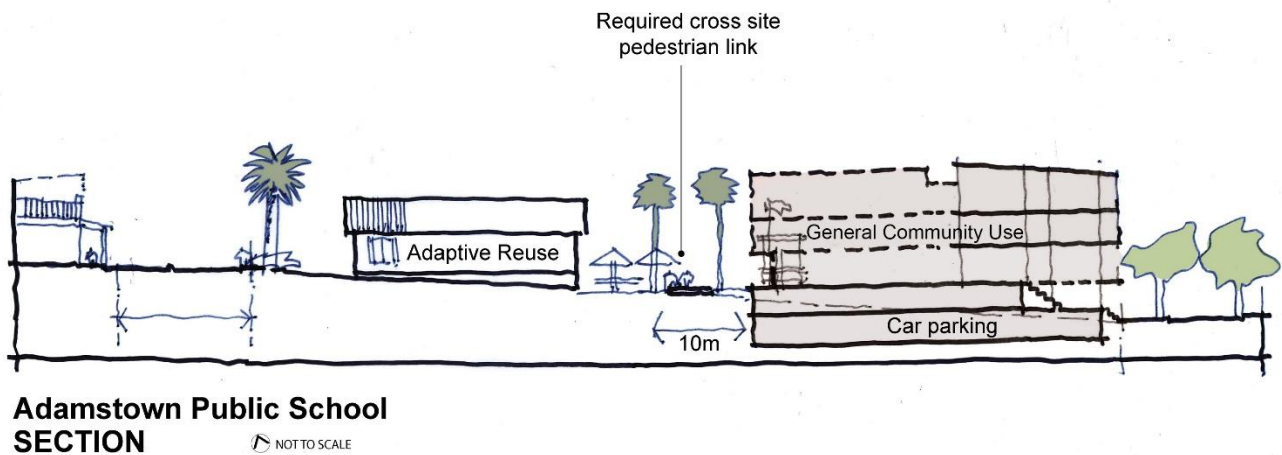 Required cross site
pedestrian link
Adaptive Reuse
General Community Use
Car parking
10m
Adamstown Public School
SECTION
NOT TO SCALE